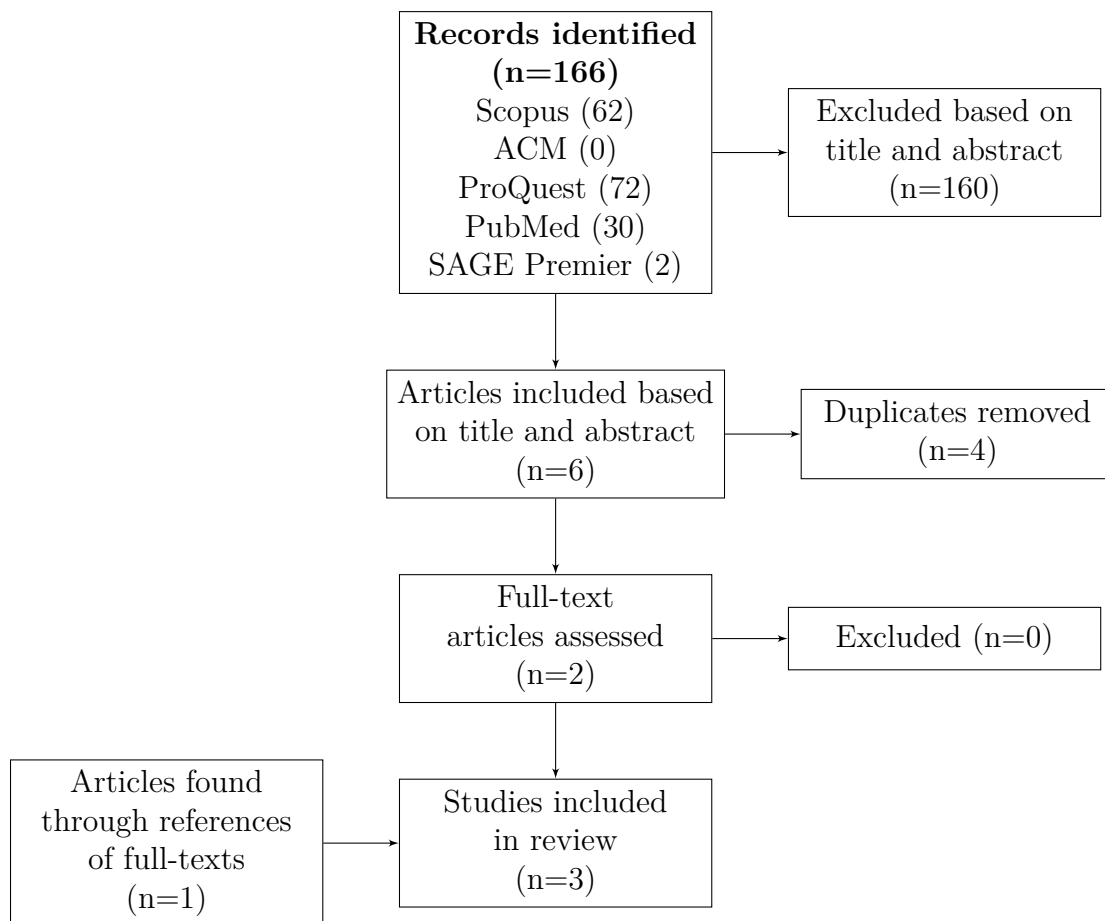 Records identified
(n=166)
Scopus (62)
ACM (0)
ProQuest (72)
PubMed (30)
SAGE Premier (2)
Excluded based on
title and abstract
(n=160)
Articles included based
on title and abstract
(n=6)
Duplicates removed
(n=4)
Full-text
articles assessed
(n=2)
Excluded (n=0)
Articles found
through references
of full-texts
(n=1)
Studies included
in review
(n=3)